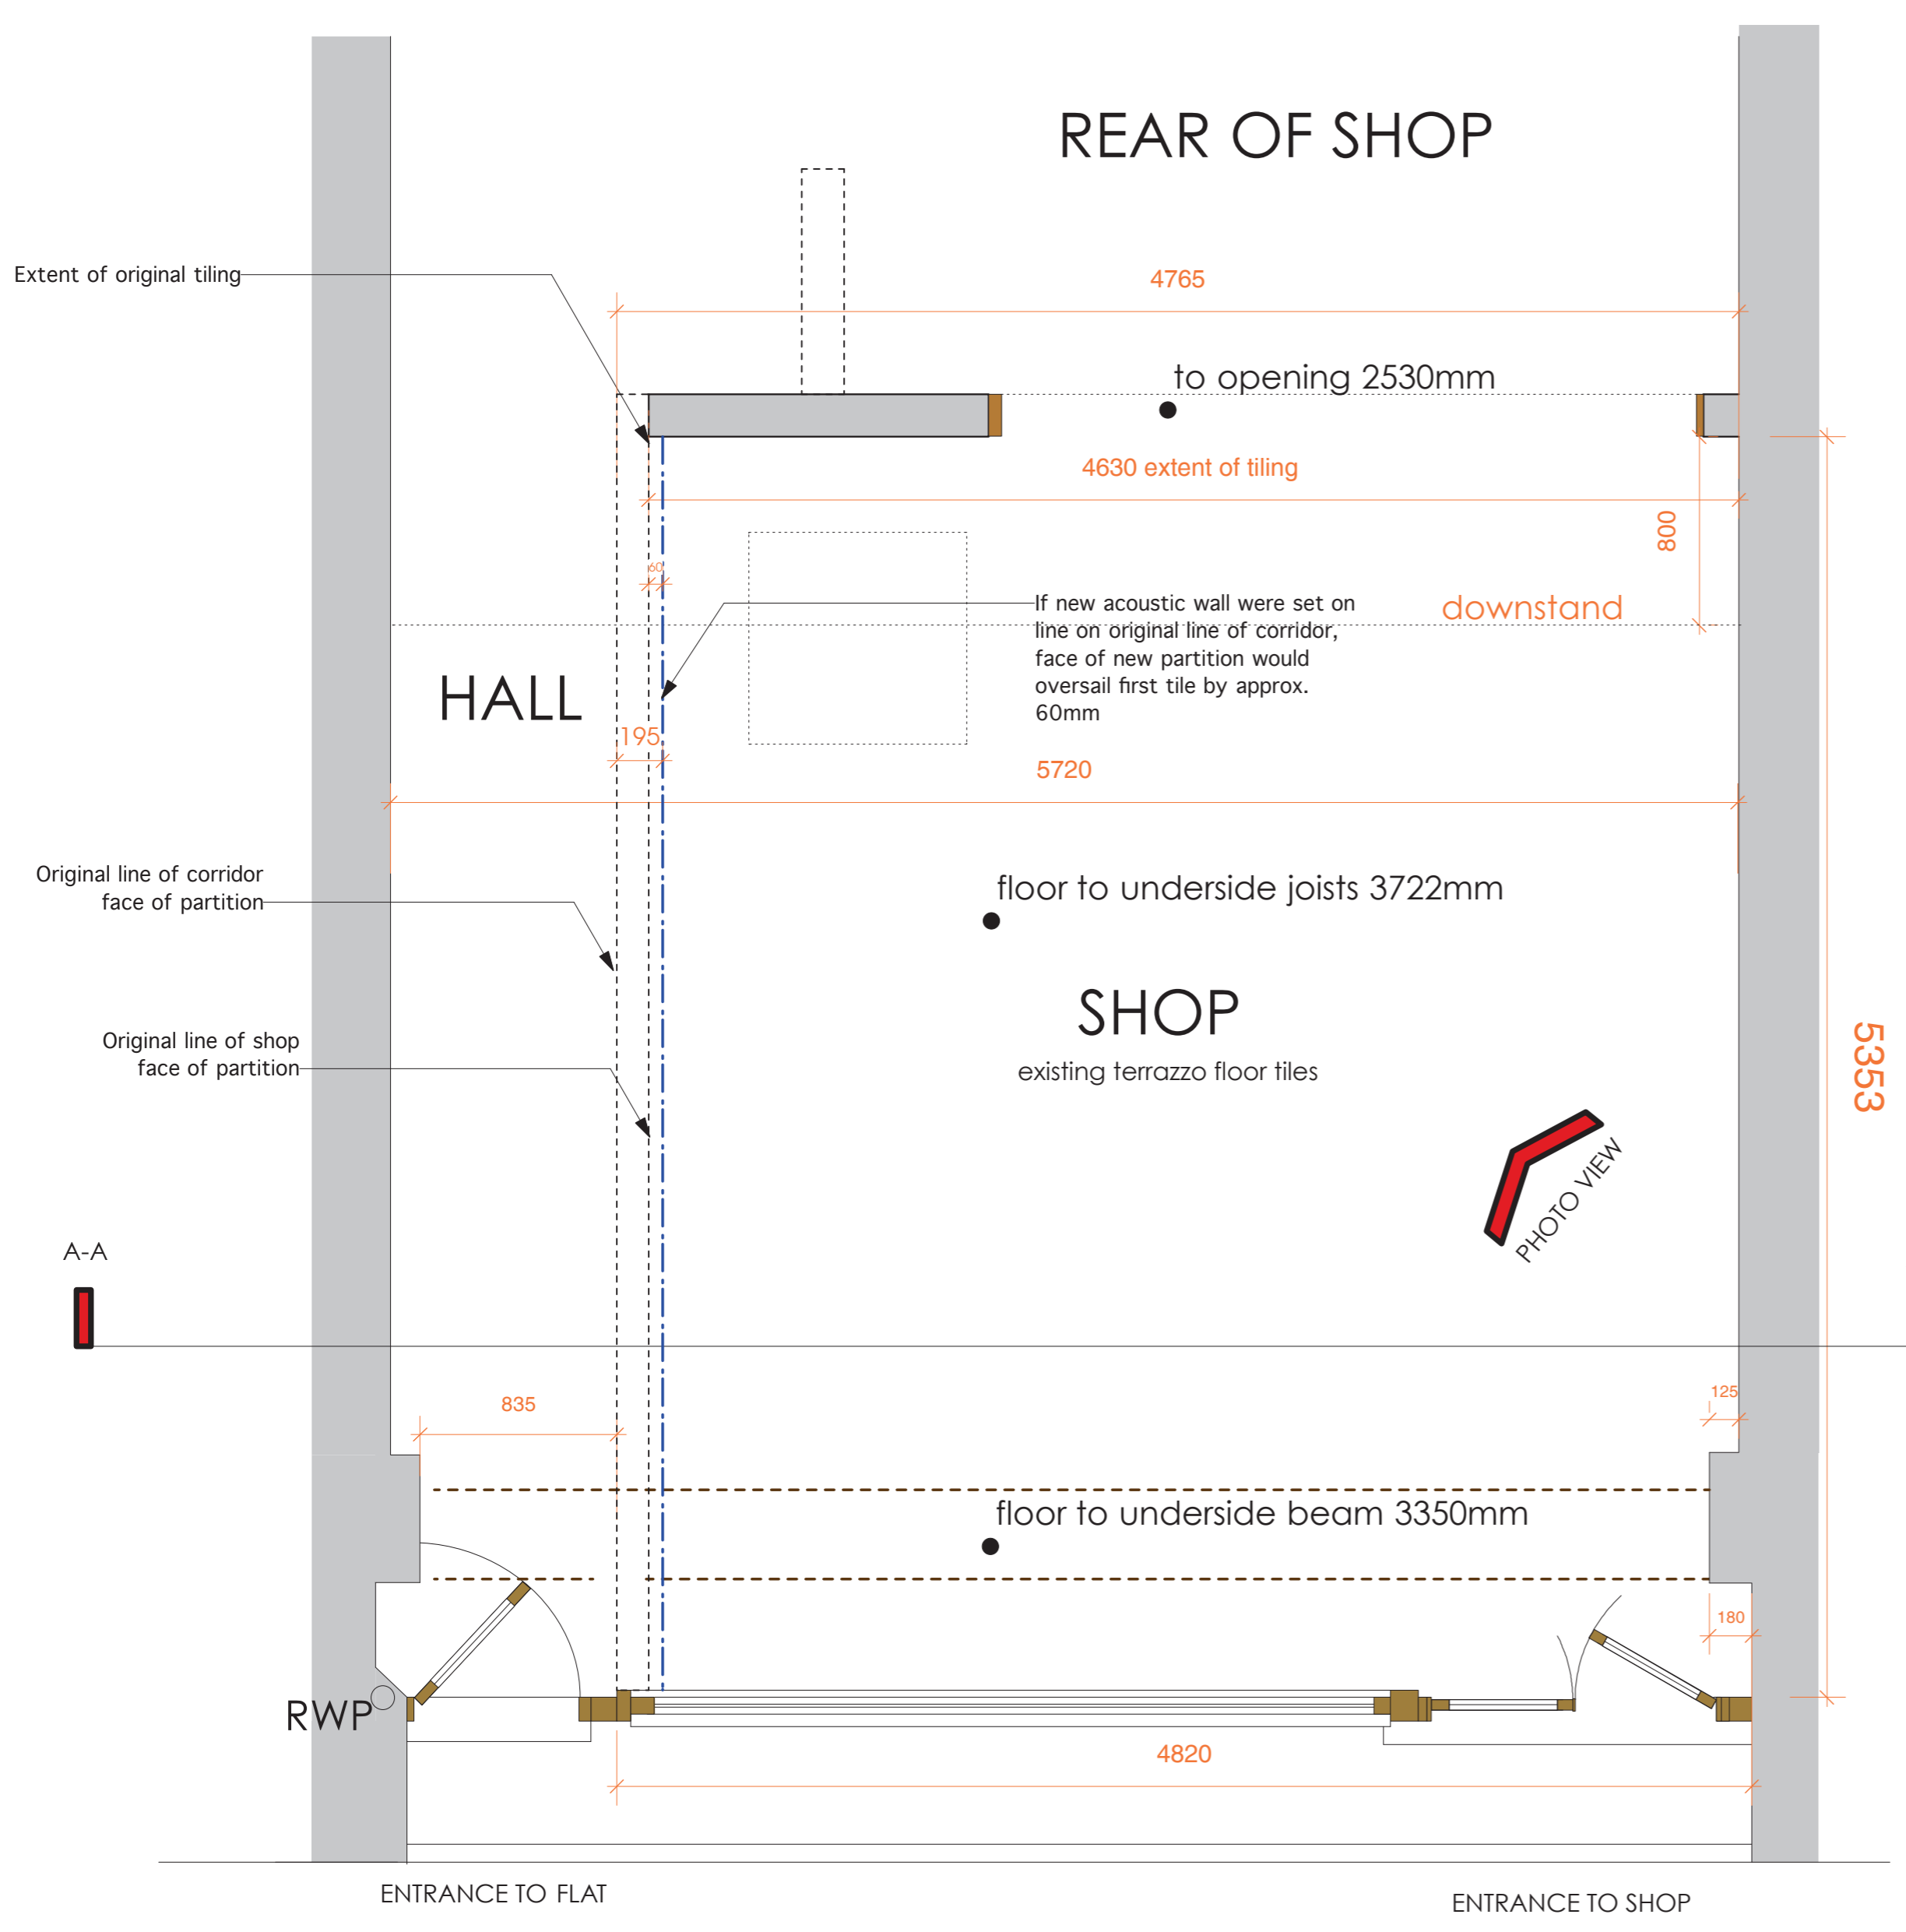 REAR OF SHOP
Extent of original tiling
4765
to opening 2530mm
4630 extent of tiling
800
60
If new acoustic wall were set on
line on original line of corridor,
face of new partition would
oversail first tile by approx.
60mm
downstand
HALL
195
5720
Original line of corridor
face of partition
floor to underside joists 3722mm
SHOP
existing terrazzo floor tiles
5353
Original line of shop
face of partition
PHOTO VIEW
A-A
835
125
floor to underside beam 3350mm
180
RWP
4820
ENTRANCE TO FLAT
ENTRANCE TO SHOP